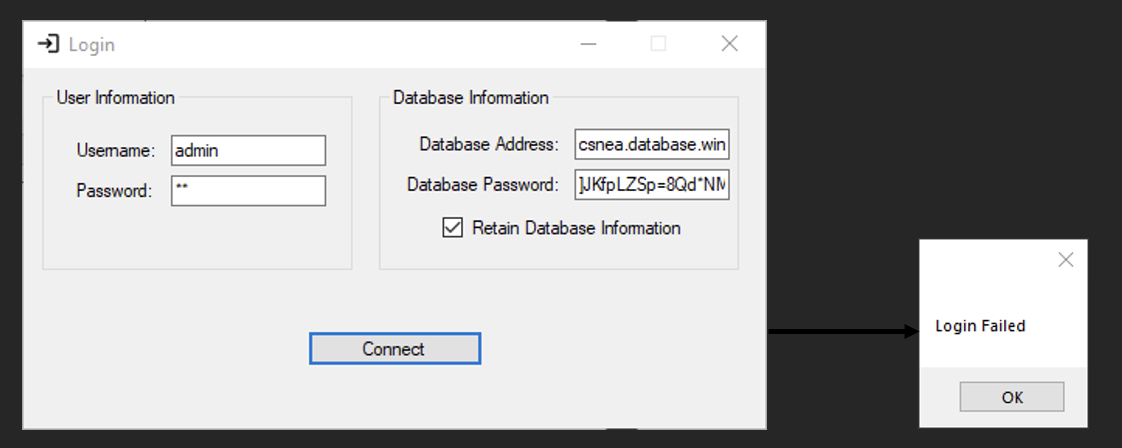 Login
User Information
Username: admin
Password: **
Database Information
Database Address: csnea.database.win
Database Password: ]JKfpLZSp=8Qd*NM
Retain Database Information
Connect
Login Failed
OK